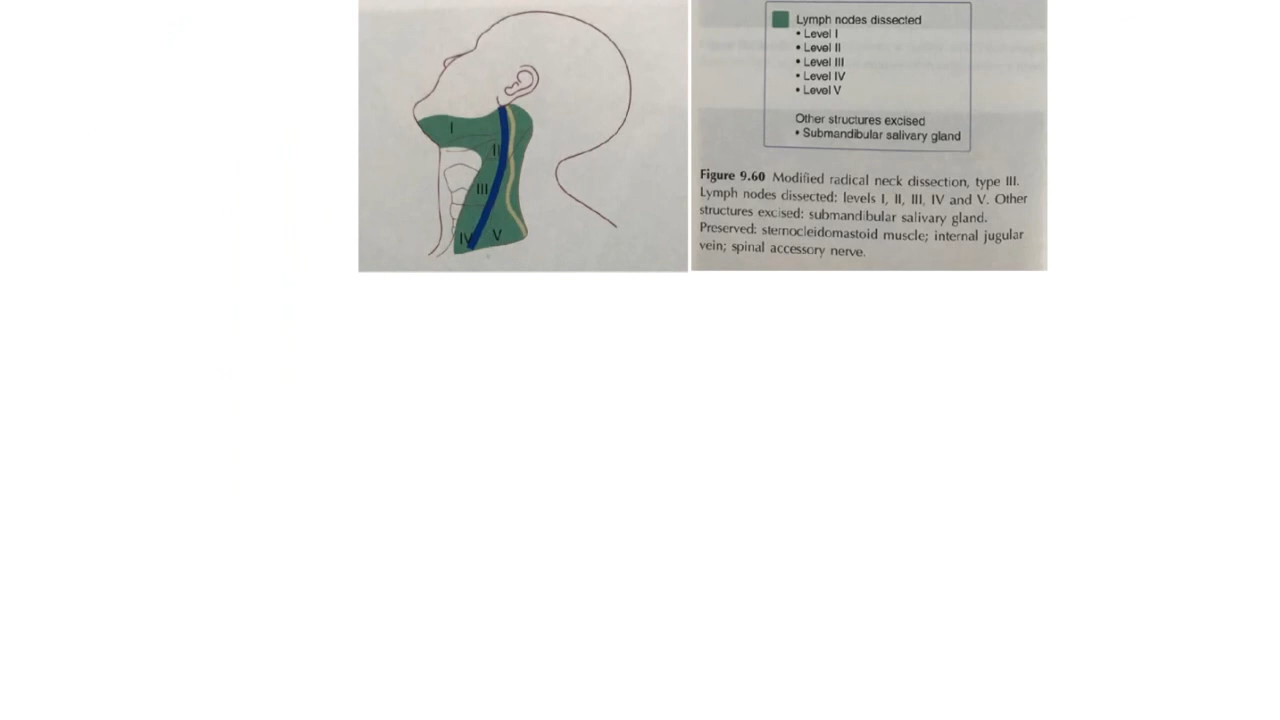 I
II
III
IV
V
Lymph nodes dissected
• Level I
• Level II
• Level III
• Level IV
• Level V
Other structures excised
• Submandibular salivary gland
Figure 9.60 Modified radical neck dissection, type III.
Lymph nodes dissected: levels I, II, III, IV and V. Other
structures excised: submandibular salivary gland.
Preserved: sternocleidomastoid muscle; internal jugular
vein; spinal accessory nerve.